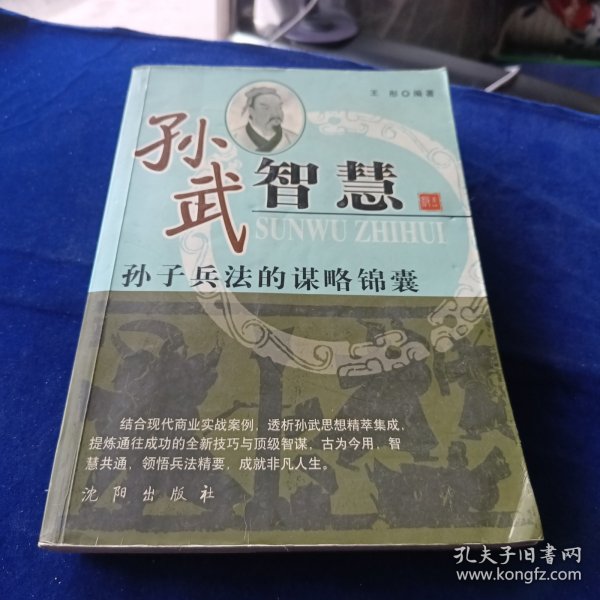 王彤 编著
孙武
智慧
SUNWU ZHIHUI
孙子兵法的谋略锦囊
结合现代商业实战案例，透析孙武思想精萃集成，
提炼通往成功的全新技巧与顶级智谋，古为今用，智
慧共通，领悟兵法精要，成就非凡人生。
沈阳出版社
孔夫子旧书网
www.kongfz.com